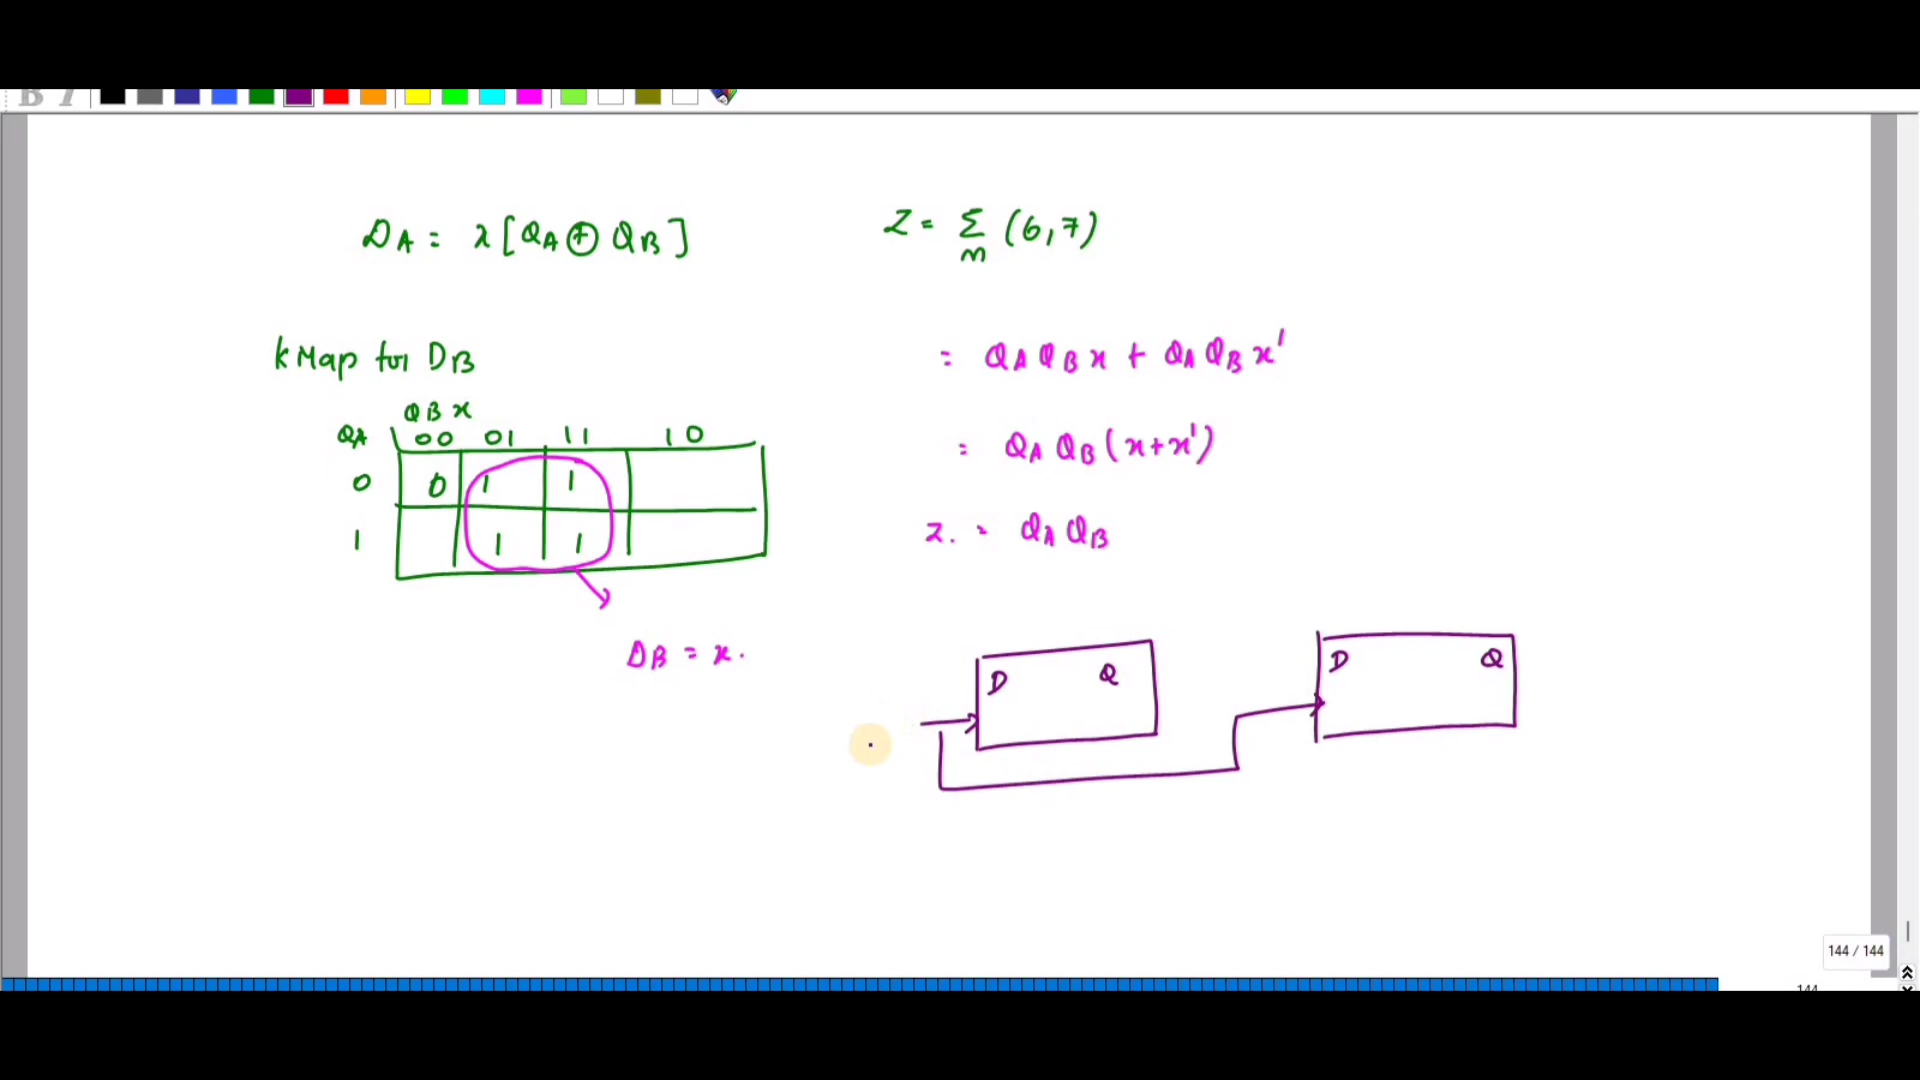 B I
DA = x[QA ⊕ QB]
Z = Σm (6,7)
= QA QB x + QA QB x'
= QA QB (x+x')
Z. = QA QB
K Map for DB
QB x
QA 00 01 11 10
0 0 1 1
1 1 1
DB = x.
D Q
D Q
144 / 144